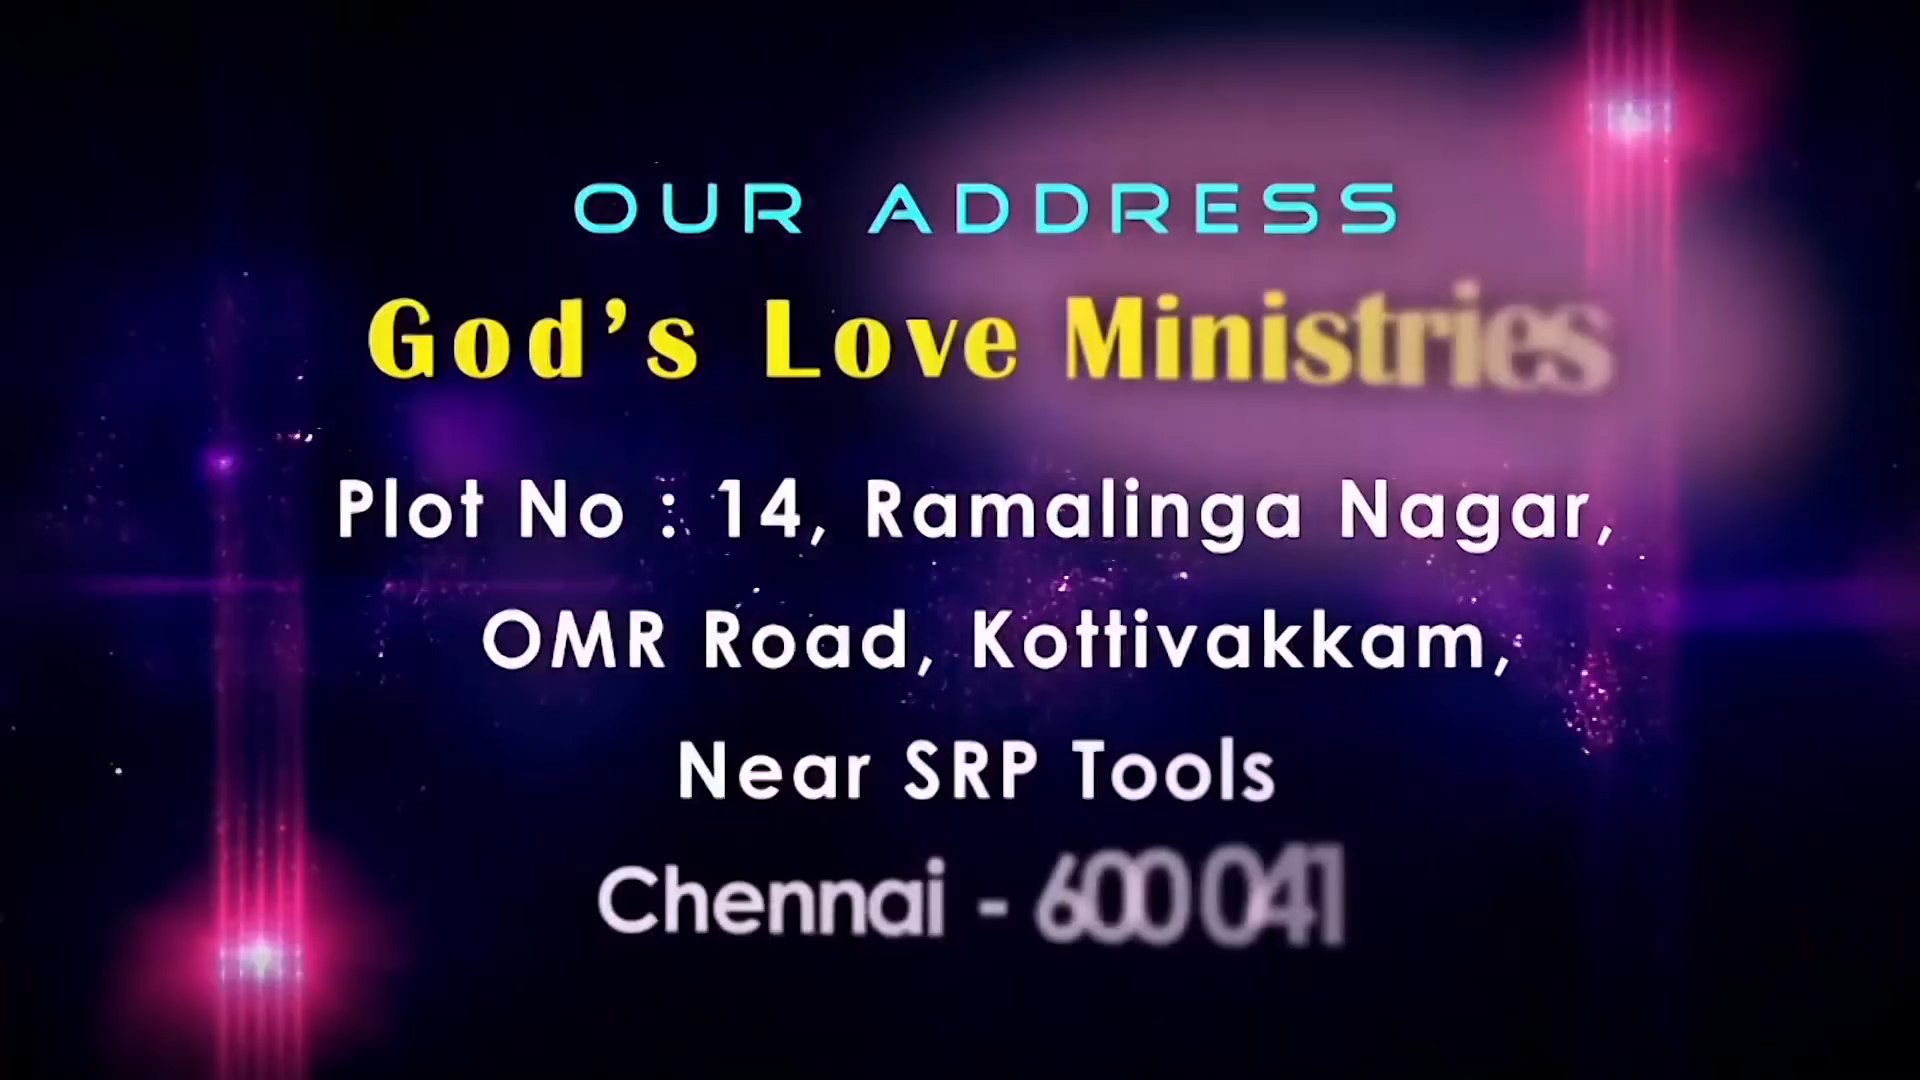 OUR ADDRESS
God’s Love Ministries
Plot No : 14, Ramalinga Nagar,
OMR Road, Kottivakkam,
Near SRP Tools
Chennai - 600 041